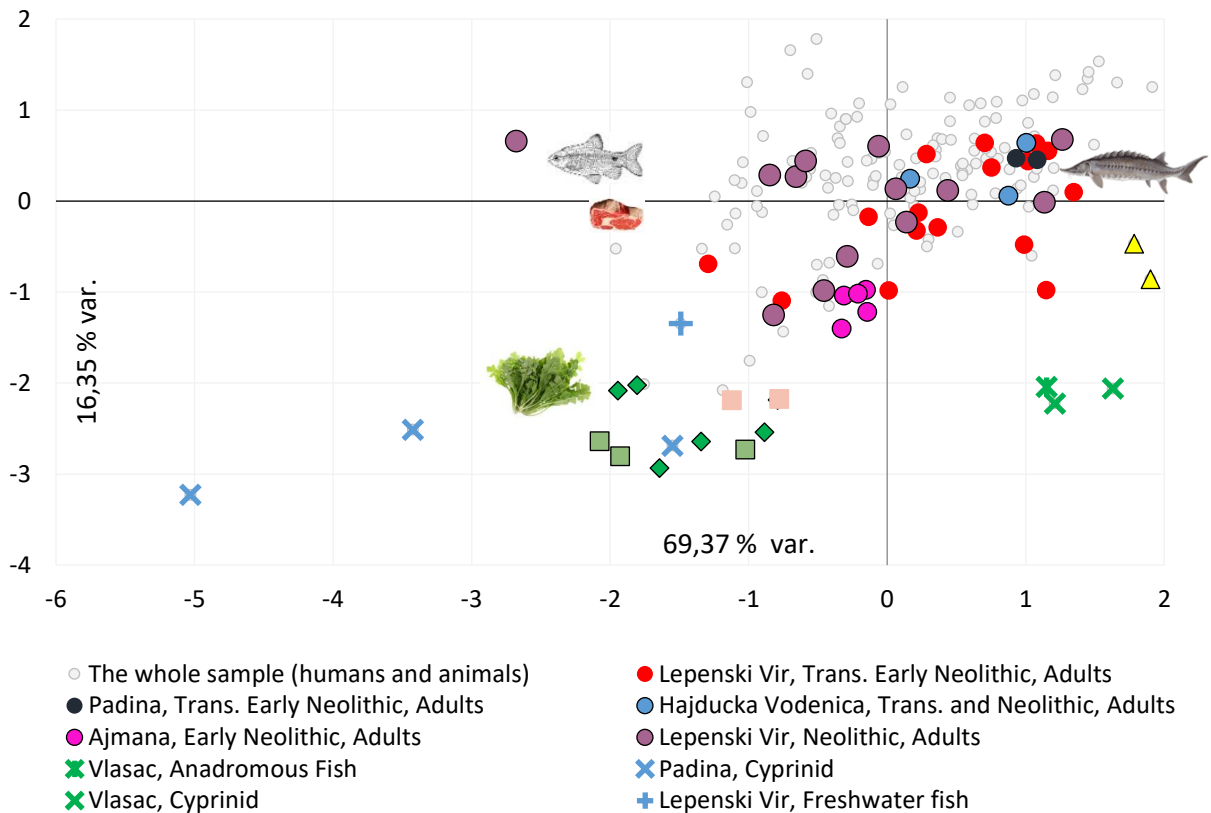 2
1
0
-1
-2
-3
-4
16,35 % var.
69,37 % var.
-6 -5 -4 -3 -2 -1 0 1 2
The whole sample (humans and animals) Lepenski Vir, Trans. Early Neolithic, Adults
Padina, Trans. Early Neolithic, Adults Hajducka Vodenica, Trans. and Neolithic, Adults
Ajmana, Early Neolithic, Adults Lepenski Vir, Neolithic, Adults
Vlasac, Anadromous Fish Padina, Cyprinid
Vlasac, Cyprinid Lepenski Vir, Freshwater fish